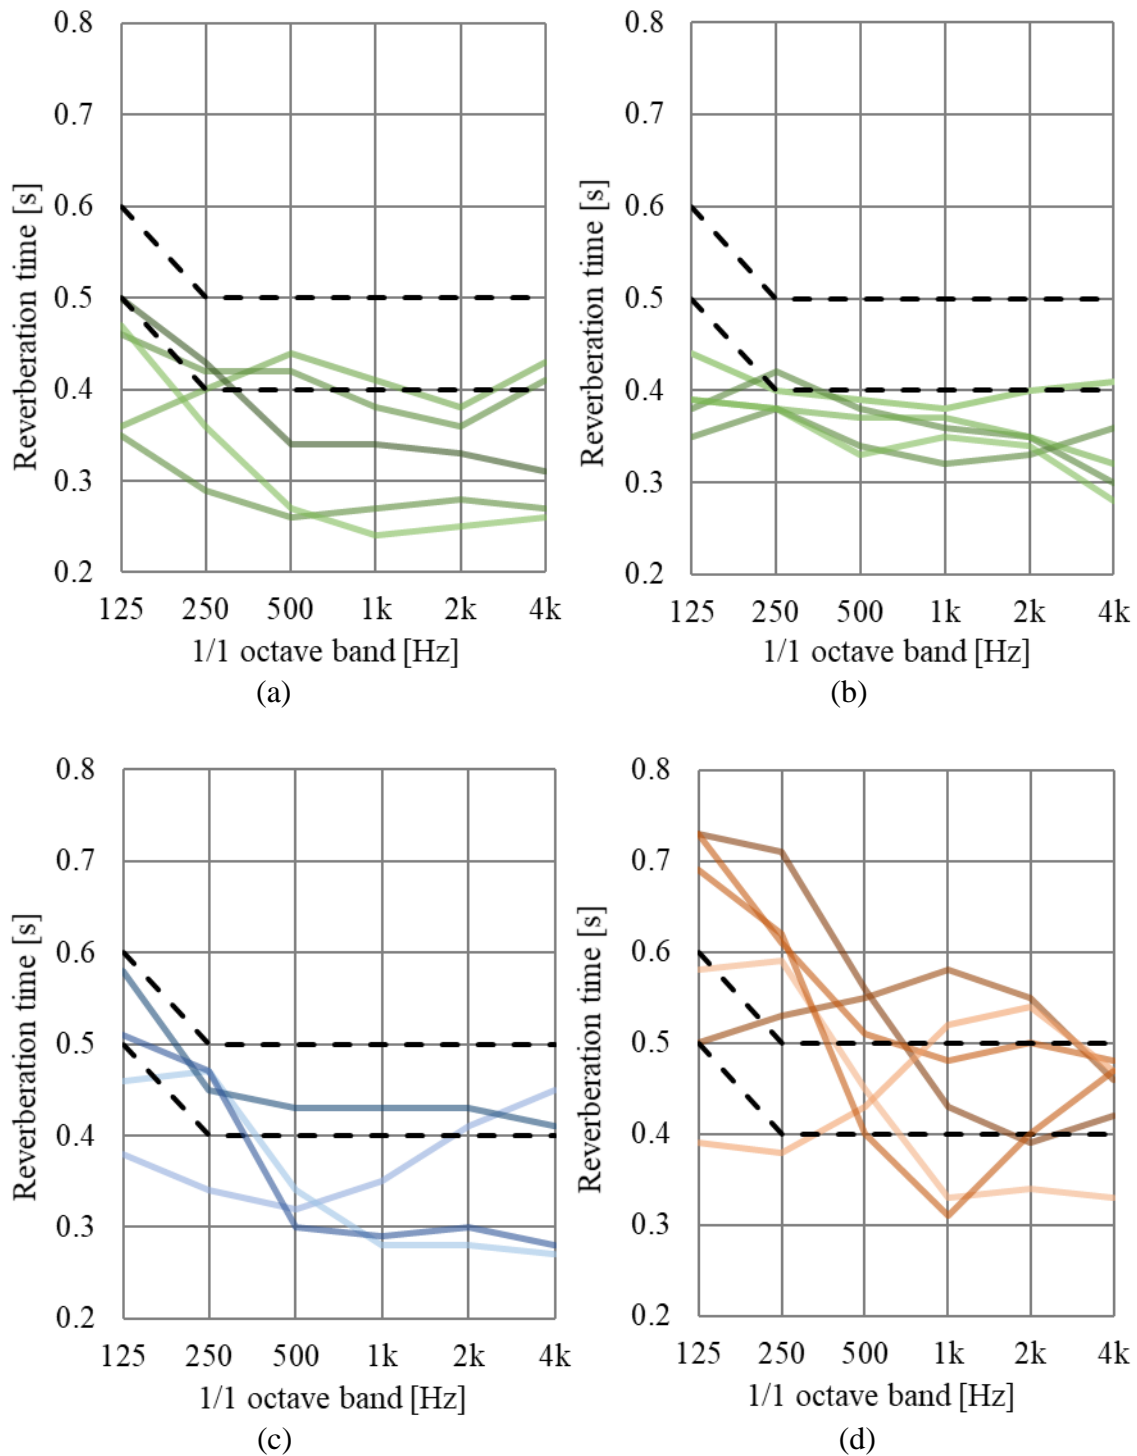 0.8
0.7
0.6
0.5
0.4
0.3
0.2
Reverberation time [s]
125 250 500 1k 2k 4k
1/1 octave band [Hz]
(a)
0.8
0.7
0.6
0.5
0.4
0.3
0.2
Reverberation time [s]
125 250 500 1k 2k 4k
1/1 octave band [Hz]
(b)
0.8
0.7
0.6
0.5
0.4
0.3
0.2
Reverberation time [s]
125 250 500 1k 2k 4k
1/1 octave band [Hz]
(c)
0.8
0.7
0.6
0.5
0.4
0.3
0.2
Reverberation time [s]
125 250 500 1k 2k 4k
1/1 octave band [Hz]
(d)